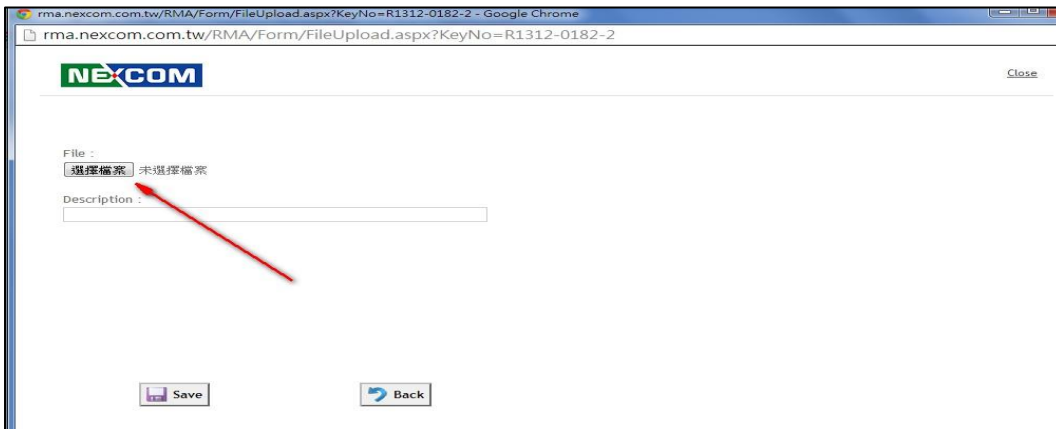 rma.nexcom.com.tw/RMA/Form/FileUpload.aspx?KeyNo=R1312-0182-2 - Google Chrome
rma.nexcom.com.tw/RMA/Form/FileUpload.aspx?KeyNo=R1312-0182-2
NEXCOM
Close
File :
選擇檔案 未選擇檔案
Description :
Save
Back